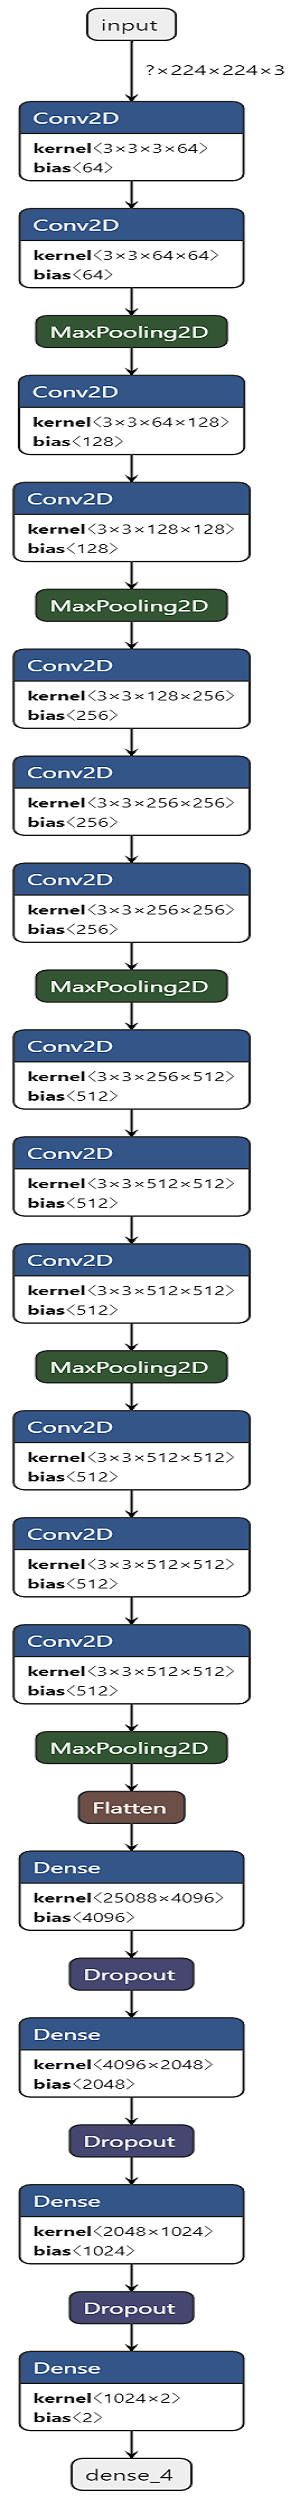 input
?×224×224×3
Conv2D
kernel⟨3×3×3×64⟩
bias⟨64⟩
Conv2D
kernel⟨3×3×64×64⟩
bias⟨64⟩
MaxPooling2D
Conv2D
kernel⟨3×3×64×128⟩
bias⟨128⟩
Conv2D
kernel⟨3×3×128×128⟩
bias⟨128⟩
MaxPooling2D
Conv2D
kernel⟨3×3×128×256⟩
bias⟨256⟩
Conv2D
kernel⟨3×3×256×256⟩
bias⟨256⟩
Conv2D
kernel⟨3×3×256×256⟩
bias⟨256⟩
MaxPooling2D
Conv2D
kernel⟨3×3×256×512⟩
bias⟨512⟩
Conv2D
kernel⟨3×3×512×512⟩
bias⟨512⟩
Conv2D
kernel⟨3×3×512×512⟩
bias⟨512⟩
MaxPooling2D
Conv2D
kernel⟨3×3×512×512⟩
bias⟨512⟩
Conv2D
kernel⟨3×3×512×512⟩
bias⟨512⟩
Conv2D
kernel⟨3×3×512×512⟩
bias⟨512⟩
MaxPooling2D
Flatten
Dense
kernel⟨25088×4096⟩
bias⟨4096⟩
Dropout
Dense
kernel⟨4096×2048⟩
bias⟨2048⟩
Dropout
Dense
kernel⟨2048×1024⟩
bias⟨1024⟩
Dropout
Dense
kernel⟨1024×2⟩
bias⟨2⟩
dense_4